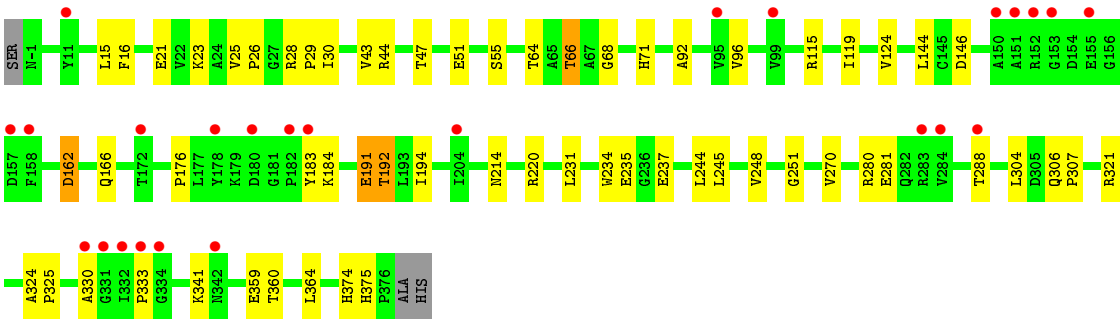 SER N-1 Y11 L15 F16 E21 V22 K23 A24 V25 P26 G27 R28 P29 I30 V43 R44 T47 E51 S55 T64 A65 T66 A67 G68 H71 A92 V95 V96 V99 R115 I119 V124 L144 C145 D146 A150 A151 R152 G153 D154 E155 G156
D157 F158 D162 Q166 T172 P176 L177 Y178 K179 D180 G181 P182 Y183 K184 E191 T192 L193 I194 I204 N214 R220 L231 W234 E235 G236 E237 L244 L245 V248 G251 V270 R280 E281 Q282 R283 V284 T288 L304 D305 Q306 P307 R321
A324 P325 A330 G331 I332 P333 G334 K341 N342 E359 T360 L364 H374 H375 P376 ALA HIS